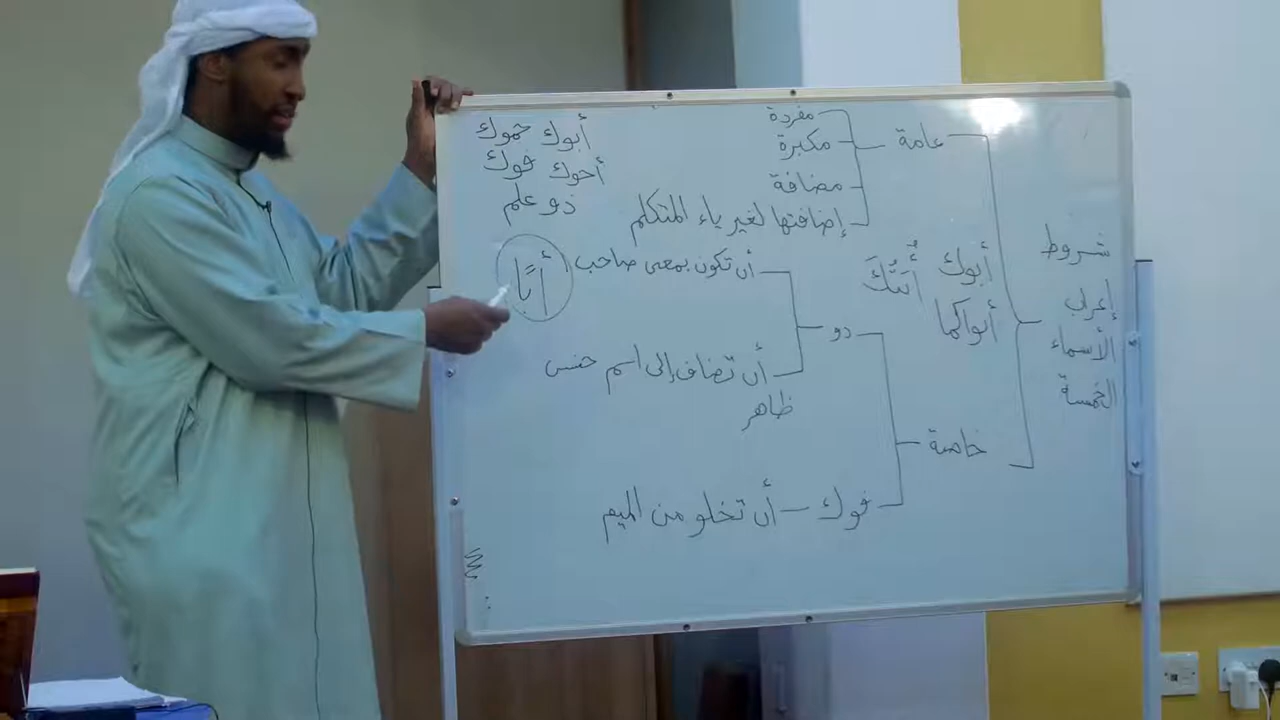 شروط
إعراب
الأسماء
الخمسة
عامة
مفردة
مكبرة
مضافة
إضافتها لغير ياء المتكلم
أبوك أُبَيُّكَ
أبواكما
خاصة
ذو
أن تكون بمعنى صاحب
أن تضاف إلى اسم جنس
ظاهر
فوك – أن تخلو من الميم
أبوك حموك
أخوك فوك
ذو علم
أبًا